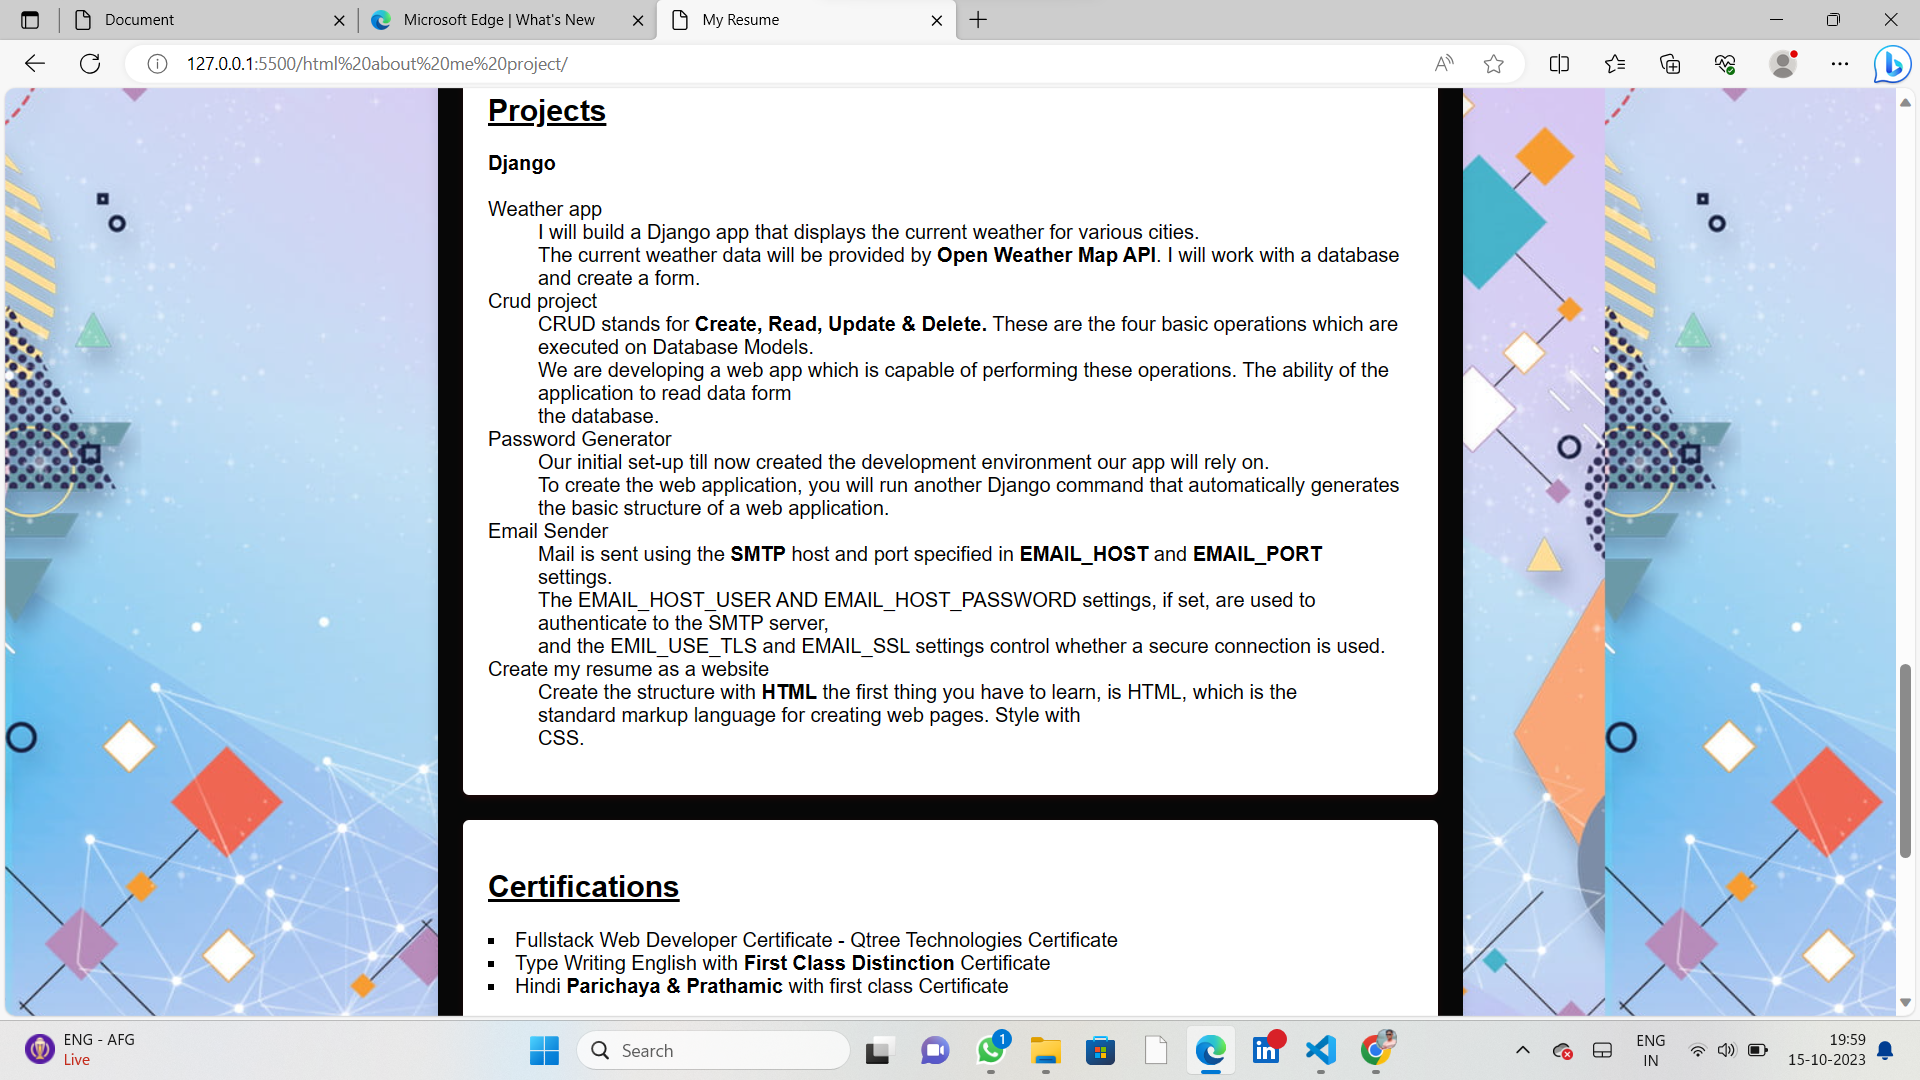 Document
Microsoft Edge | What's New
My Resume
127.0.0.1:5500/html%20about%20me%20project/
Projects
Django
Weather app
I will build a Django app that displays the current weather for various cities.
The current weather data will be provided by Open Weather Map API. I will work with a database
and create a form.
Crud project
CRUD stands for Create, Read, Update & Delete. These are the four basic operations which are
executed on Database Models.
We are developing a web app which is capable of performing these operations. The ability of the
application to read data form
the database.
Password Generator
Our initial set-up till now created the development environment our app will rely on.
To create the web application, you will run another Django command that automatically generates
the basic structure of a web application.
Email Sender
Mail is sent using the SMTP host and port specified in EMAIL_HOST and EMAIL_PORT
settings.
The EMAIL_HOST_USER AND EMAIL_HOST_PASSWORD settings, if set, are used to
authenticate to the SMTP server,
and the EMIL_USE_TLS and EMAIL_SSL settings control whether a secure connection is used.
Create my resume as a website
Create the structure with HTML the first thing you have to learn, is HTML, which is the
standard markup language for creating web pages. Style with
CSS.
Certifications
Fullstack Web Developer Certificate - Qtree Technologies Certificate
Type Writing English with First Class Distinction Certificate
Hindi Parichaya & Prathamic with first class Certificate
ENG - AFG
Live
Search
1
ENG
IN
19:59
15-10-2023